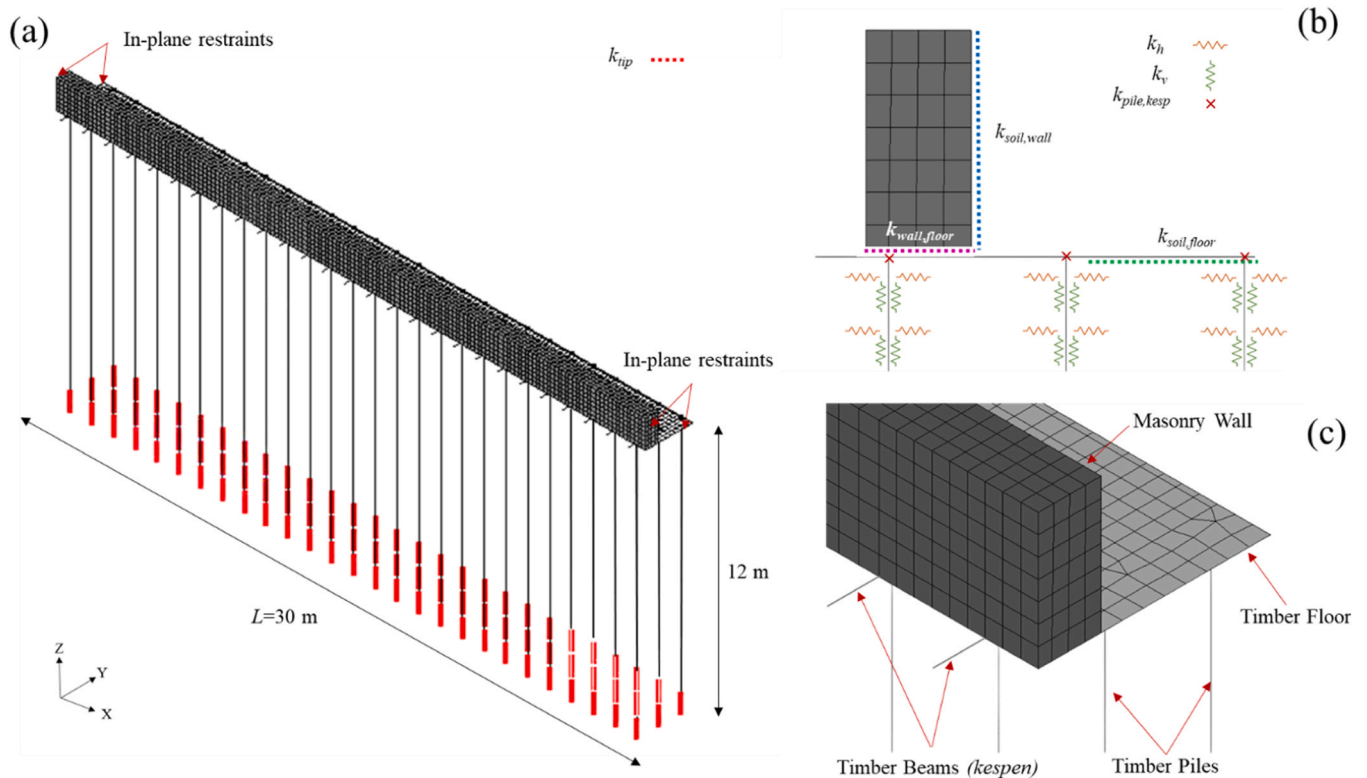 (a)
In-plane restraints
k_tip
In-plane restraints
12 m
L=30 m
Z
Y
X
(b)
k_h
k_v
k_pile,kesp
k_soil,wall
k_wall,floor
k_soil,floor
(c)
Masonry Wall
Timber Floor
Timber Beams (kespen)
Timber Piles